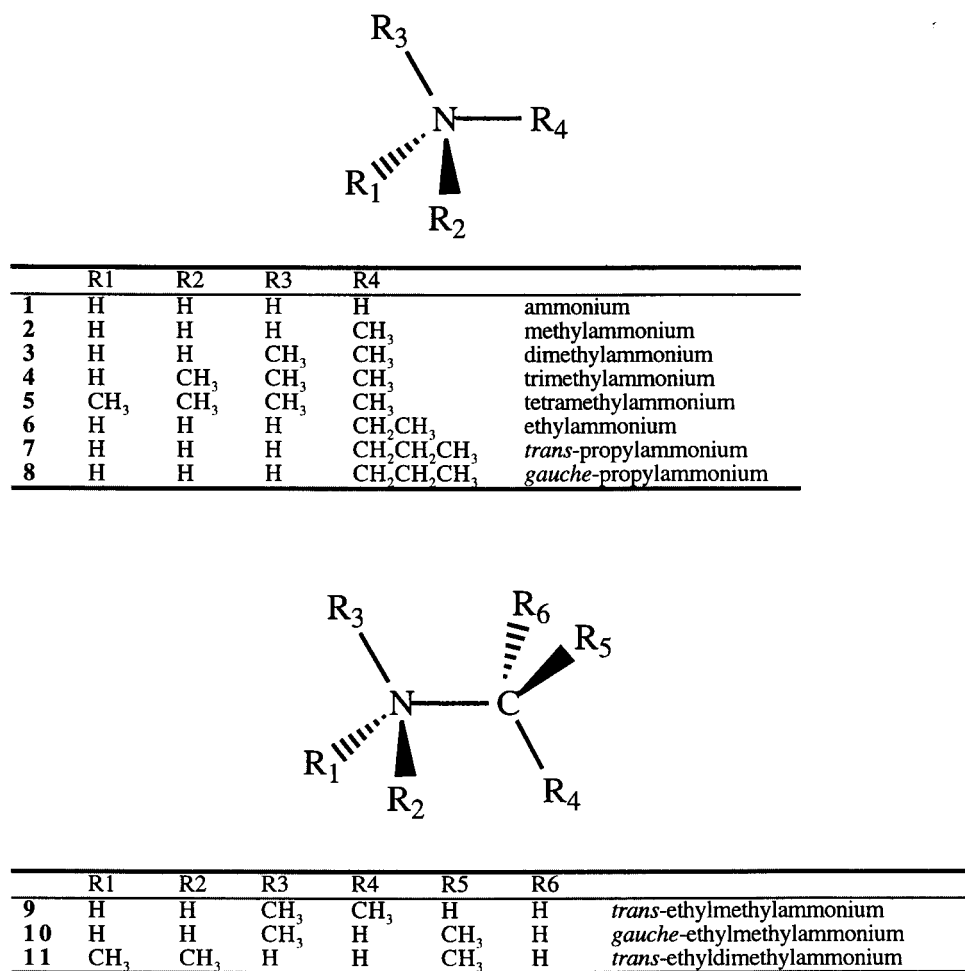 R3
N R4
R1
R2
R1 R2 R3 R4
1 H H H H ammonium
2 H H H CH3 methylammonium
3 H H CH3 CH3 dimethylammonium
4 H CH3 CH3 CH3 trimethylammonium
5 CH3 CH3 CH3 CH3 tetramethylammonium
6 H H H CH2CH3 ethylammonium
7 H H H CH2CH2CH3 trans-propylammonium
8 H H H CH2CH2CH3 gauche-propylammonium
R3 R6
R5
N C
R1
R2 R4
R1 R2 R3 R4 R5 R6
9 H H CH3 CH3 H H trans-ethylmethylammonium
10 H H CH3 H CH3 H gauche-ethylmethylammonium
11 CH3 CH3 H H CH3 H trans-ethyldimethylammonium